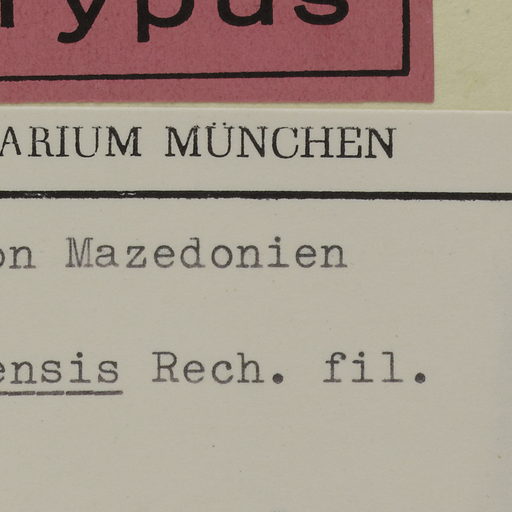 ypus
ARIUM MÜNCHEN
on Mazedonien
ensis Rech. fil.